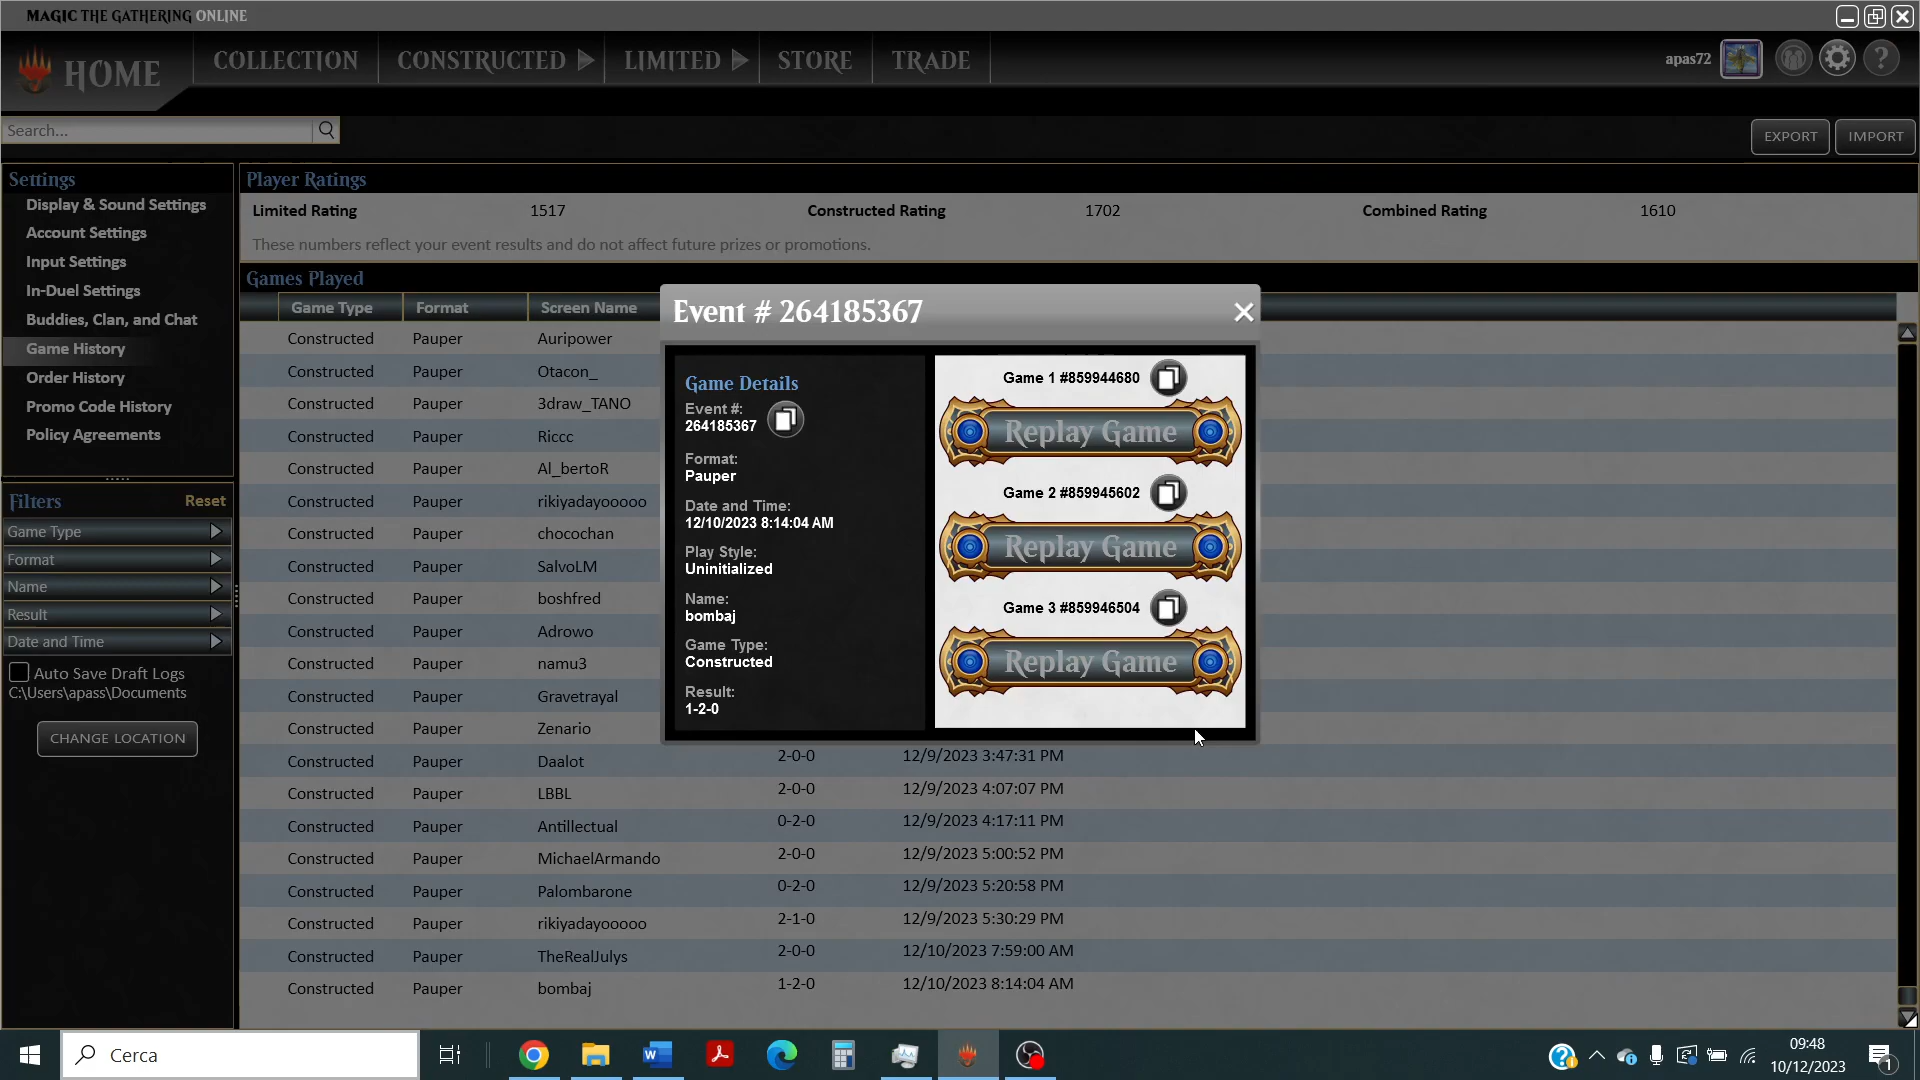 MAGIC THE GATHERING ONLINE
HOME
COLLECTION
CONSTRUCTED
LIMITED
STORE
TRADE
apas72
?
Search...
EXPORT
IMPORT
Settings
Display & Sound Settings
Account Settings
Input Settings
In-Duel Settings
Buddies, Clan, and Chat
Game History
Order History
Promo Code History
Policy Agreements
Filters
Reset
Game Type
Format
Name
Result
Date and Time
Auto Save Draft Logs
C:\Users\apass\Documents
CHANGE LOCATION
Player Ratings
Limited Rating 1517 Constructed Rating 1702 Combined Rating 1610
These numbers reflect your event results and do not affect future prizes or promotions.
Games Played
Game Type Format Screen Name
Constructed Pauper Auripower
Constructed Pauper Otacon_
Constructed Pauper 3draw_TANO
Constructed Pauper Riccc
Constructed Pauper Al_bertoR
Constructed Pauper rikiyadayooooo
Constructed Pauper chocochan
Constructed Pauper SalvoLM
Constructed Pauper boshfred
Constructed Pauper Adrowo
Constructed Pauper namu3
Constructed Pauper Gravetrayal
Constructed Pauper Zenario
Constructed Pauper Daalot 2-0-0 12/9/2023 3:47:31 PM
Constructed Pauper LBBL 2-0-0 12/9/2023 4:07:07 PM
Constructed Pauper Antillectual 0-2-0 12/9/2023 4:17:11 PM
Constructed Pauper MichaelArmando 2-0-0 12/9/2023 5:00:52 PM
Constructed Pauper Palombarone 0-2-0 12/9/2023 5:20:58 PM
Constructed Pauper rikiyadayooooo 2-1-0 12/9/2023 5:30:29 PM
Constructed Pauper TheRealJulys 2-0-0 12/10/2023 7:59:00 AM
Constructed Pauper bombaj 1-2-0 12/10/2023 8:14:04 AM
Event # 264185367
Game Details
Event #:
264185367
Format:
Pauper
Date and Time:
12/10/2023 8:14:04 AM
Play Style:
Uninitialized
Name:
bombaj
Game Type:
Constructed
Result:
1-2-0
Game 1 #859944680
Replay Game
Game 2 #859945602
Replay Game
Game 3 #859946504
Replay Game
Cerca
09:48
10/12/2023
1